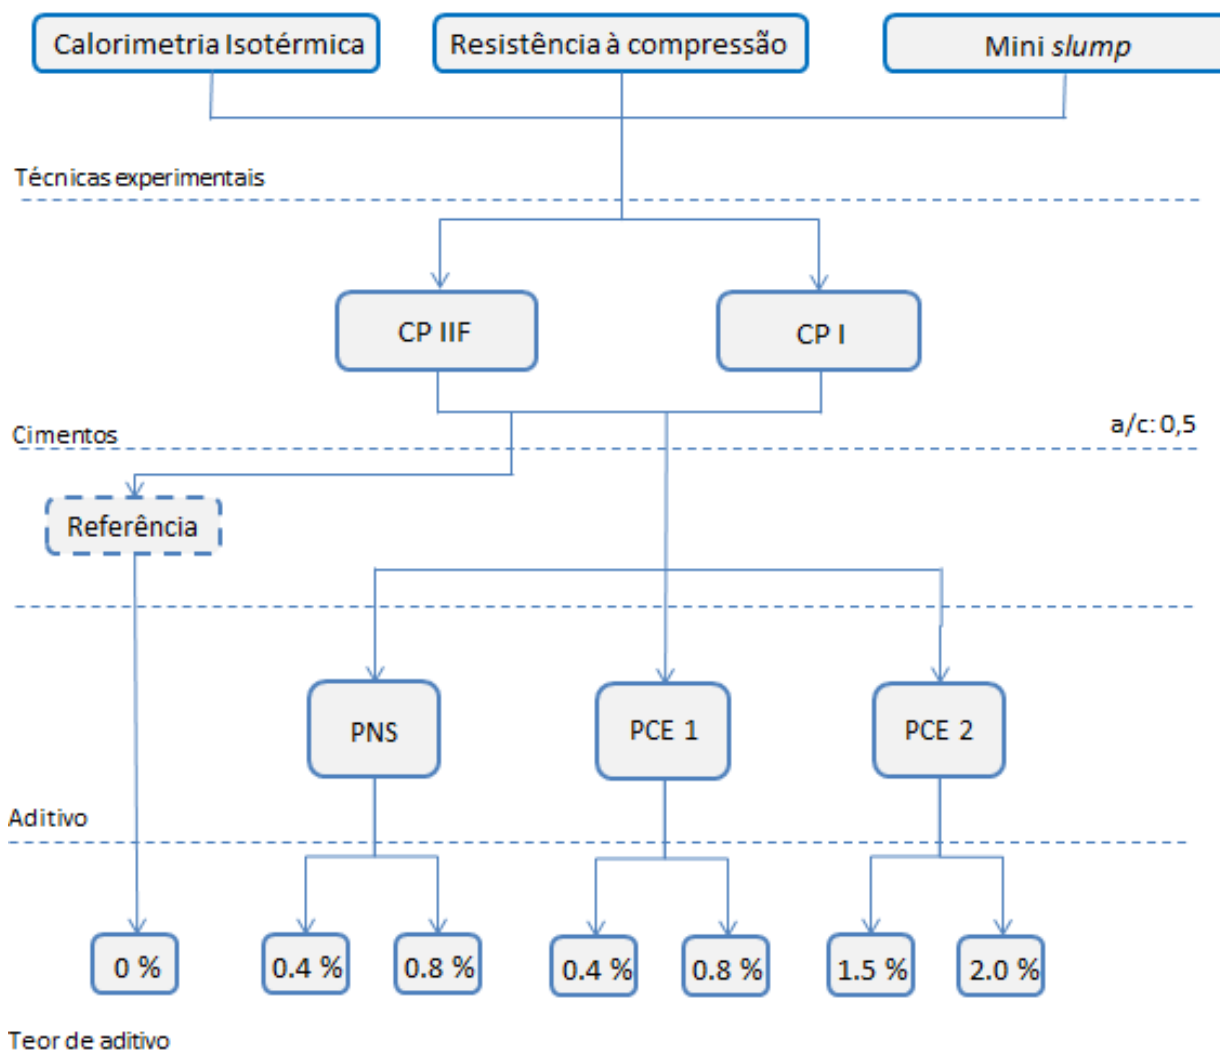 Calorimetria Isotérmica
Resistência à compressão
Mini slump
Técnicas experimentais
CP IIF
CP I
Cimentos
a/c: 0,5
Referência
PNS
PCE 1
PCE 2
Aditivo
0 %
0.4 %
0.8 %
0.4 %
0.8 %
1.5 %
2.0 %
Teor de aditivo